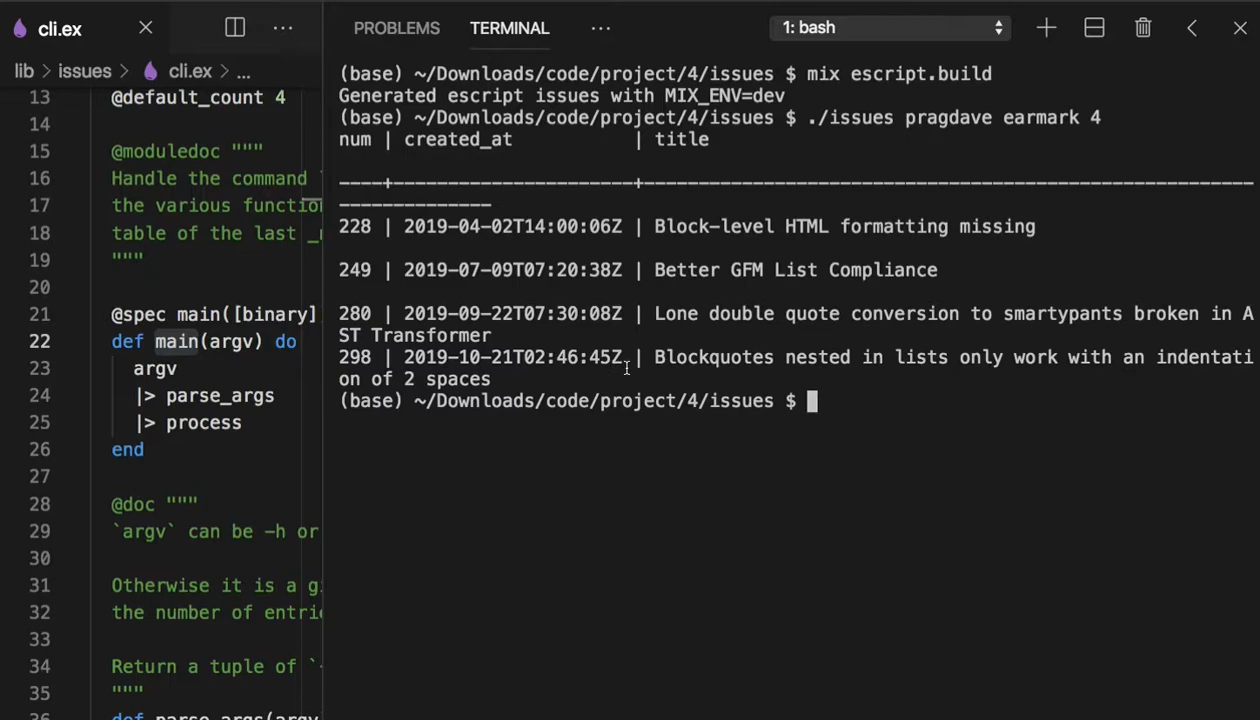 cli.ex
lib > issues > cli.ex > ...
13 @default_count 4
14
15 @moduledoc """
16 Handle the command
17 the various function
18 table of the last _n
19 """
20
21 @spec main([binary]
22 def main(argv) do
23 argv
24 |> parse_args
25 |> process
26 end
27
28 @doc """
29 `argv` can be -h or
30
31 Otherwise it is a gi
32 the number of entrie
33
34 Return a tuple of `
35 """
def parse_args(argv
PROBLEMS TERMINAL ··· 1: bash
(base) ~/Downloads/code/project/4/issues $ mix escript.build
Generated escript issues with MIX_ENV=dev
(base) ~/Downloads/code/project/4/issues $ ./issues pragdave earmark 4
num | created_at | title
----+----------------------+--------------------------------------------------------
--------------
228 | 2019-04-02T14:00:06Z | Block-level HTML formatting missing
249 | 2019-07-09T07:20:38Z | Better GFM List Compliance
280 | 2019-09-22T07:30:08Z | Lone double quote conversion to smartypants broken in A
ST Transformer
298 | 2019-10-21T02:46:45Z | Blockquotes nested in lists only work with an indentati
on of 2 spaces
(base) ~/Downloads/code/project/4/issues $